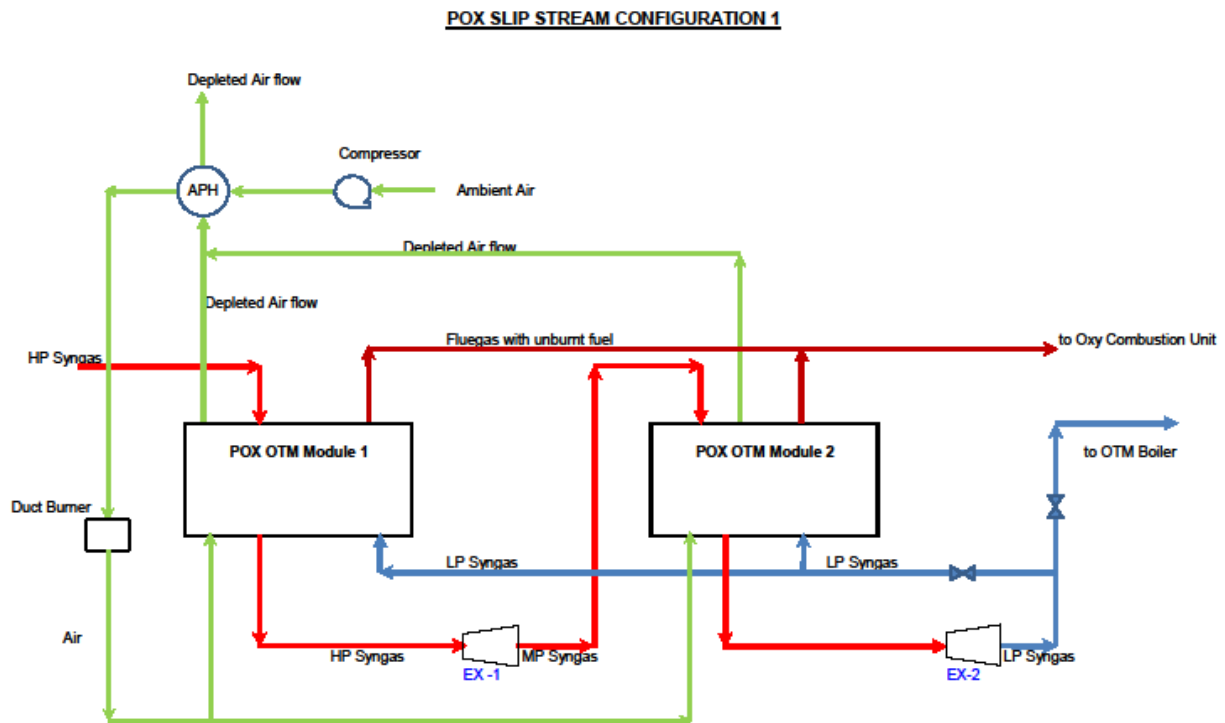 POX SLIP STREAM CONFIGURATION 1
Depleted Air flow
Compressor
APH
Ambient Air
Depleted Air flow
Depleted Air flow
Fluegas with unburnt fuel
to Oxy Combustion Unit
HP Syngas
POX OTM Module 1
POX OTM Module 2
to OTM Boiler
Duct Burner
LP Syngas
LP Syngas
Air
HP Syngas
MP Syngas
LP Syngas
EX -1
EX-2